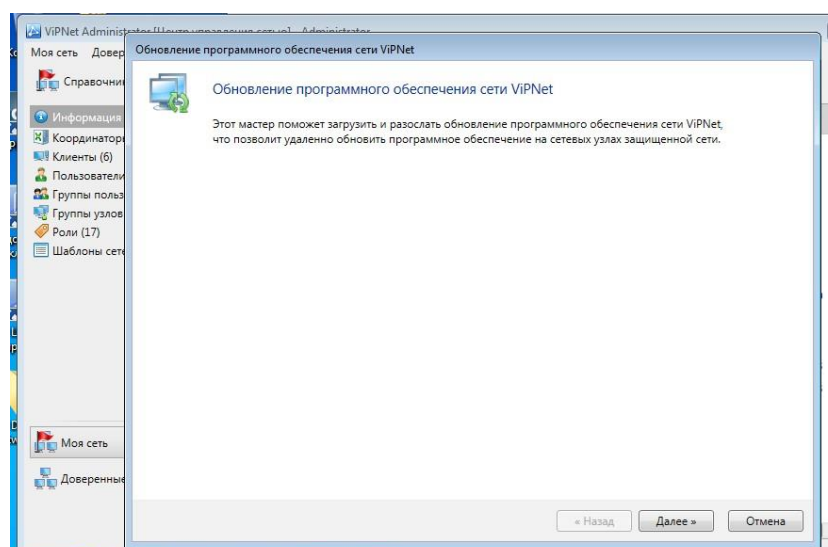 ViPNet Administrator [Центр управления сетью] - Administrator
Моя сеть Довер
Обновление программного обеспечения сети ViPNet
Справочни
Обновление программного обеспечения сети ViPNet
Этот мастер поможет загрузить и разослать обновление программного обеспечения сети ViPNet,
что позволит удаленно обновить программное обеспечение на сетевых узлах защищенной сети.
Информация
Координатор
Клиенты (6)
Пользователи
Группы польз
Группы узлов
Роли (17)
Шаблоны сете
Моя сеть
Доверенные
« Назад
Далее »
Отмена